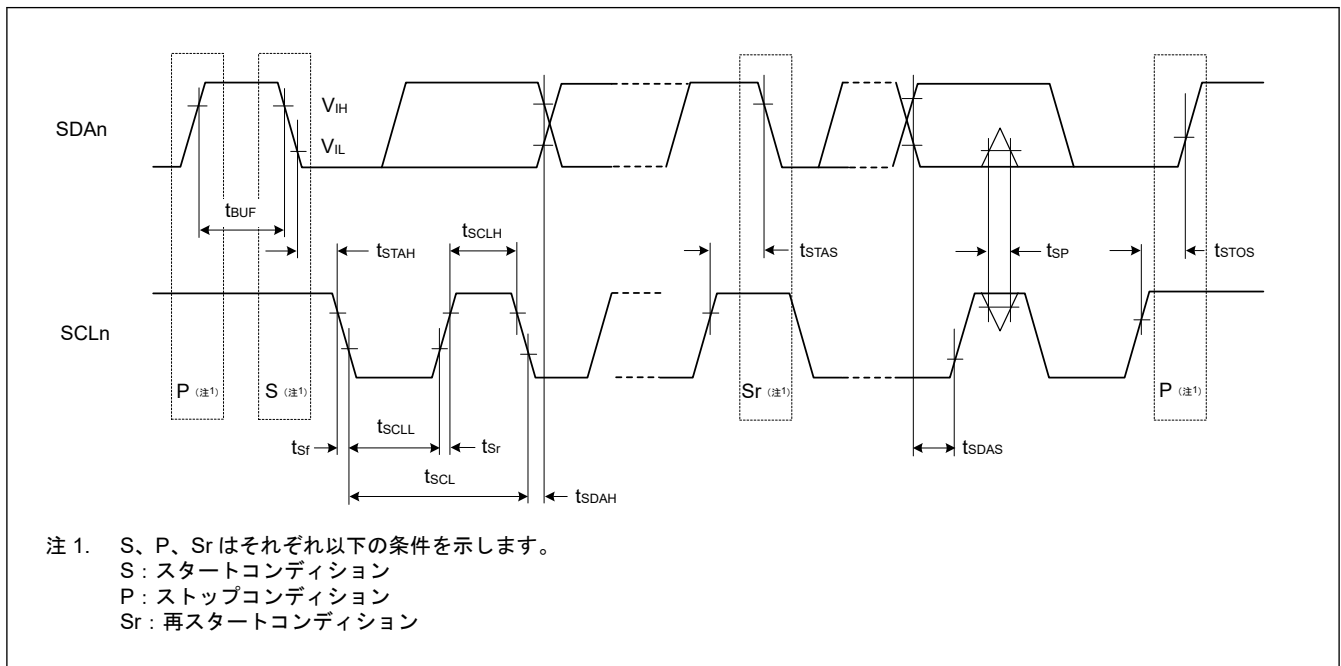 SDAn
VIH
VIL
tBUF
tSTAH
tSCLH
tSTAS
tSP
tSTOS
SCLn
P（注1）
S（注1）
Sr（注1）
P（注1）
tSf
tSCLL
tSr
tSDAS
tSCL
tSDAH
注 1. S、P、Sr はそれぞれ以下の条件を示します。
S：スタートコンディション
P：ストップコンディション
Sr：再スタートコンディション